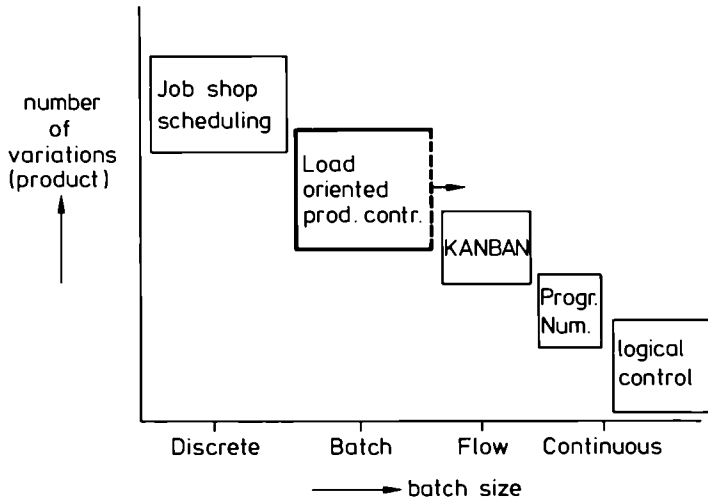 number
of
variations
(product)
Job shop
scheduling
Load
oriented
prod. contr.
KANBAN
Progr.
Num.
logical
control
Discrete
Batch
Flow
Continuous
batch size